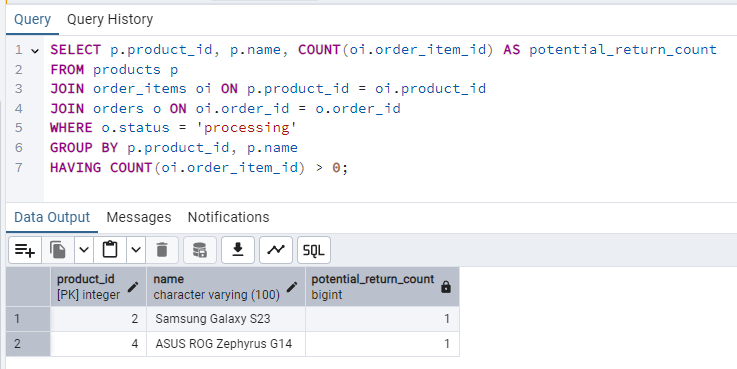 Query Query History
1 SELECT p.product_id, p.name, COUNT(oi.order_item_id) AS potential_return_count
2 FROM products p
3 JOIN order_items oi ON p.product_id = oi.product_id
4 JOIN orders o ON oi.order_id = o.order_id
5 WHERE o.status = 'processing'
6 GROUP BY p.product_id, p.name
7 HAVING COUNT(oi.order_item_id) > 0;
Data Output Messages Notifications
SQL
product_id name potential_return_count
[PK] integer character varying (100) bigint
1 2 Samsung Galaxy S23 1
2 4 ASUS ROG Zephyrus G14 1